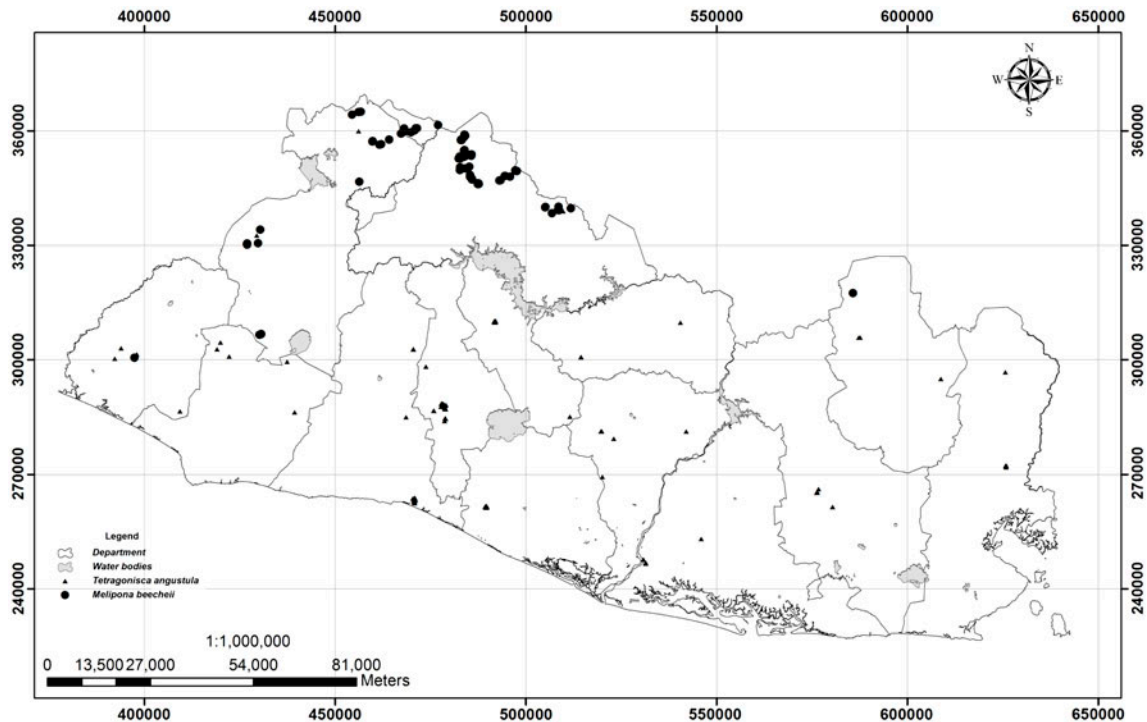 400000 450000 500000 550000 600000 650000
N
W E
S
360000 360000
330000 330000
300000 300000
270000 270000
240000 240000
Legend
Department
Water bodies
Tetragonisca angustula
Melipona beecheii
1:1,000,000
0 13,500 27,000 54,000 81,000
Meters
400000 450000 500000 550000 600000 650000